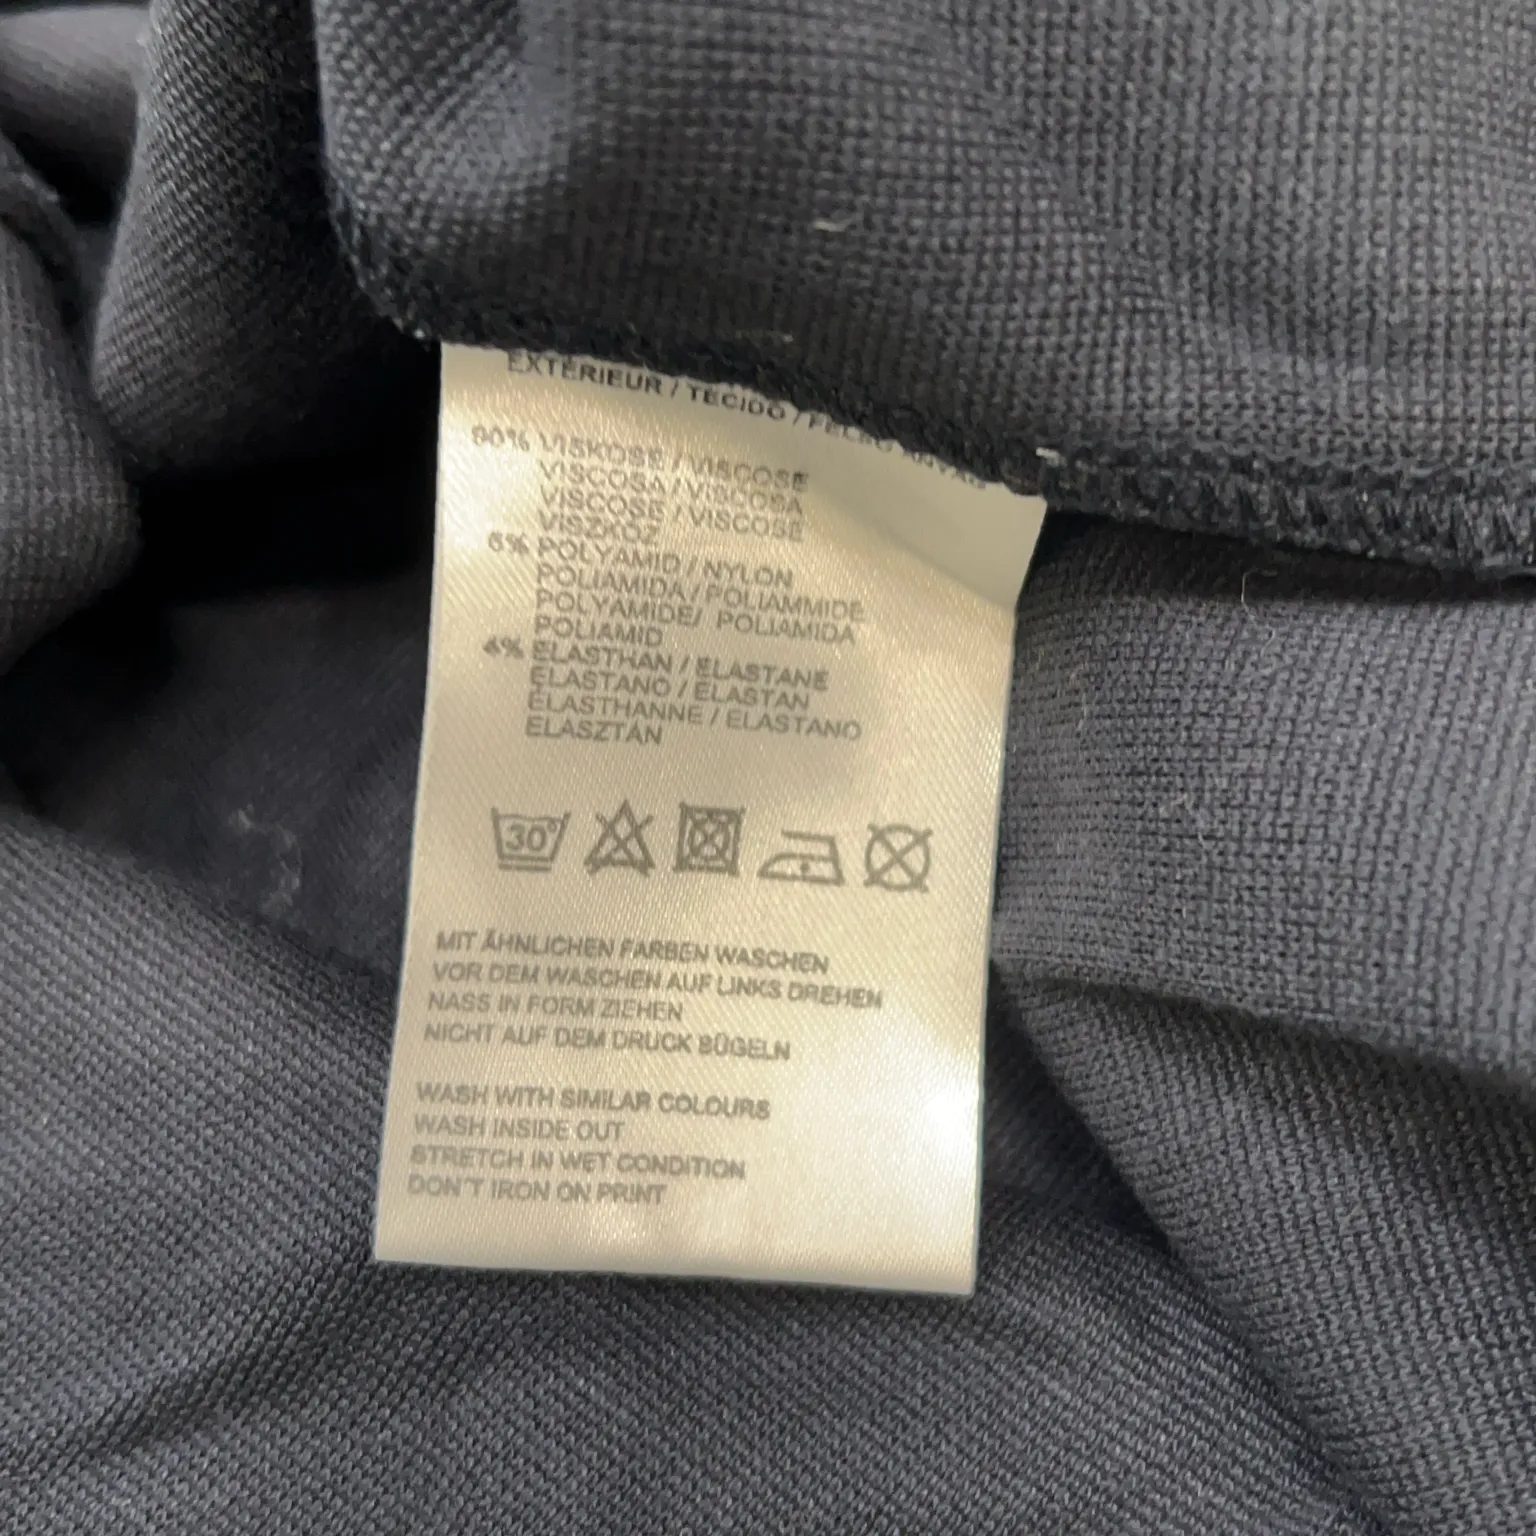 EXTÉRIEUR / TECIDO /
90% VISKOSE / VISCOSE
VISCOSA / VISCOSA
VISCOSE / VISCOSE
VISZKÓZ
6% POLYAMID / NYLON
POLIAMIDA / POLIAMMIDE
POLYAMIDE/ POLIAMIDA
POLIAMID
4% ELASTHAN / ELASTANE
ELASTANO / ELASTAN
ELASTHANNE / ELASTANO
ELASZTÁN
30°
MIT ÄHNLICHEN FARBEN WASCHEN
VOR DEM WASCHEN AUF LINKS DREHEN
NASS IN FORM ZIEHEN
NICHT AUF DEM DRUCK BÜGELN
WASH WITH SIMILAR COLOURS
WASH INSIDE OUT
STRETCH IN WET CONDITION
DON'T IRON ON PRINT